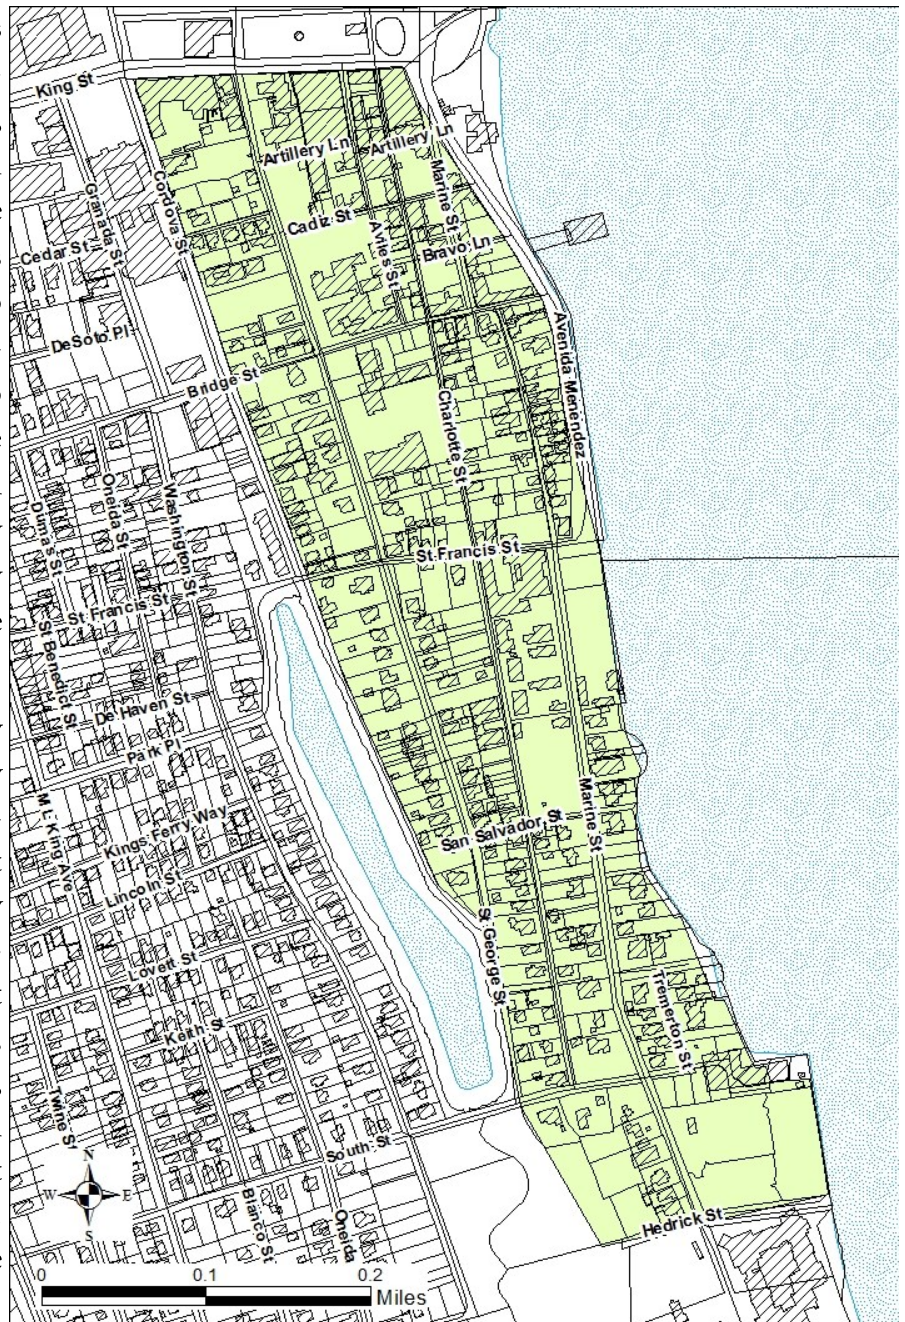 King St
Artillery Ln
Artillery Ln
Granada St
Cordova St
Marine St
Cadiz St
Aviles St
Bravo Ln
Cedar St
DeSoto Pl
Avenida Menendez
Bridge St
Charlotte St
Dumas St
Oneida St
Washington St
St Francis St
St Francis St
St Benedict St
De Haven St
Park Pl
M L King Ave
Kings Ferry Way
Lincoln St
San Salvador St
Marine St
St George St
Lovett St
Keith St
Tremerton St
Twine St
South St
Blanco St
Oneida
Hedrick St
N
W E
S
0 0.1 0.2
Miles